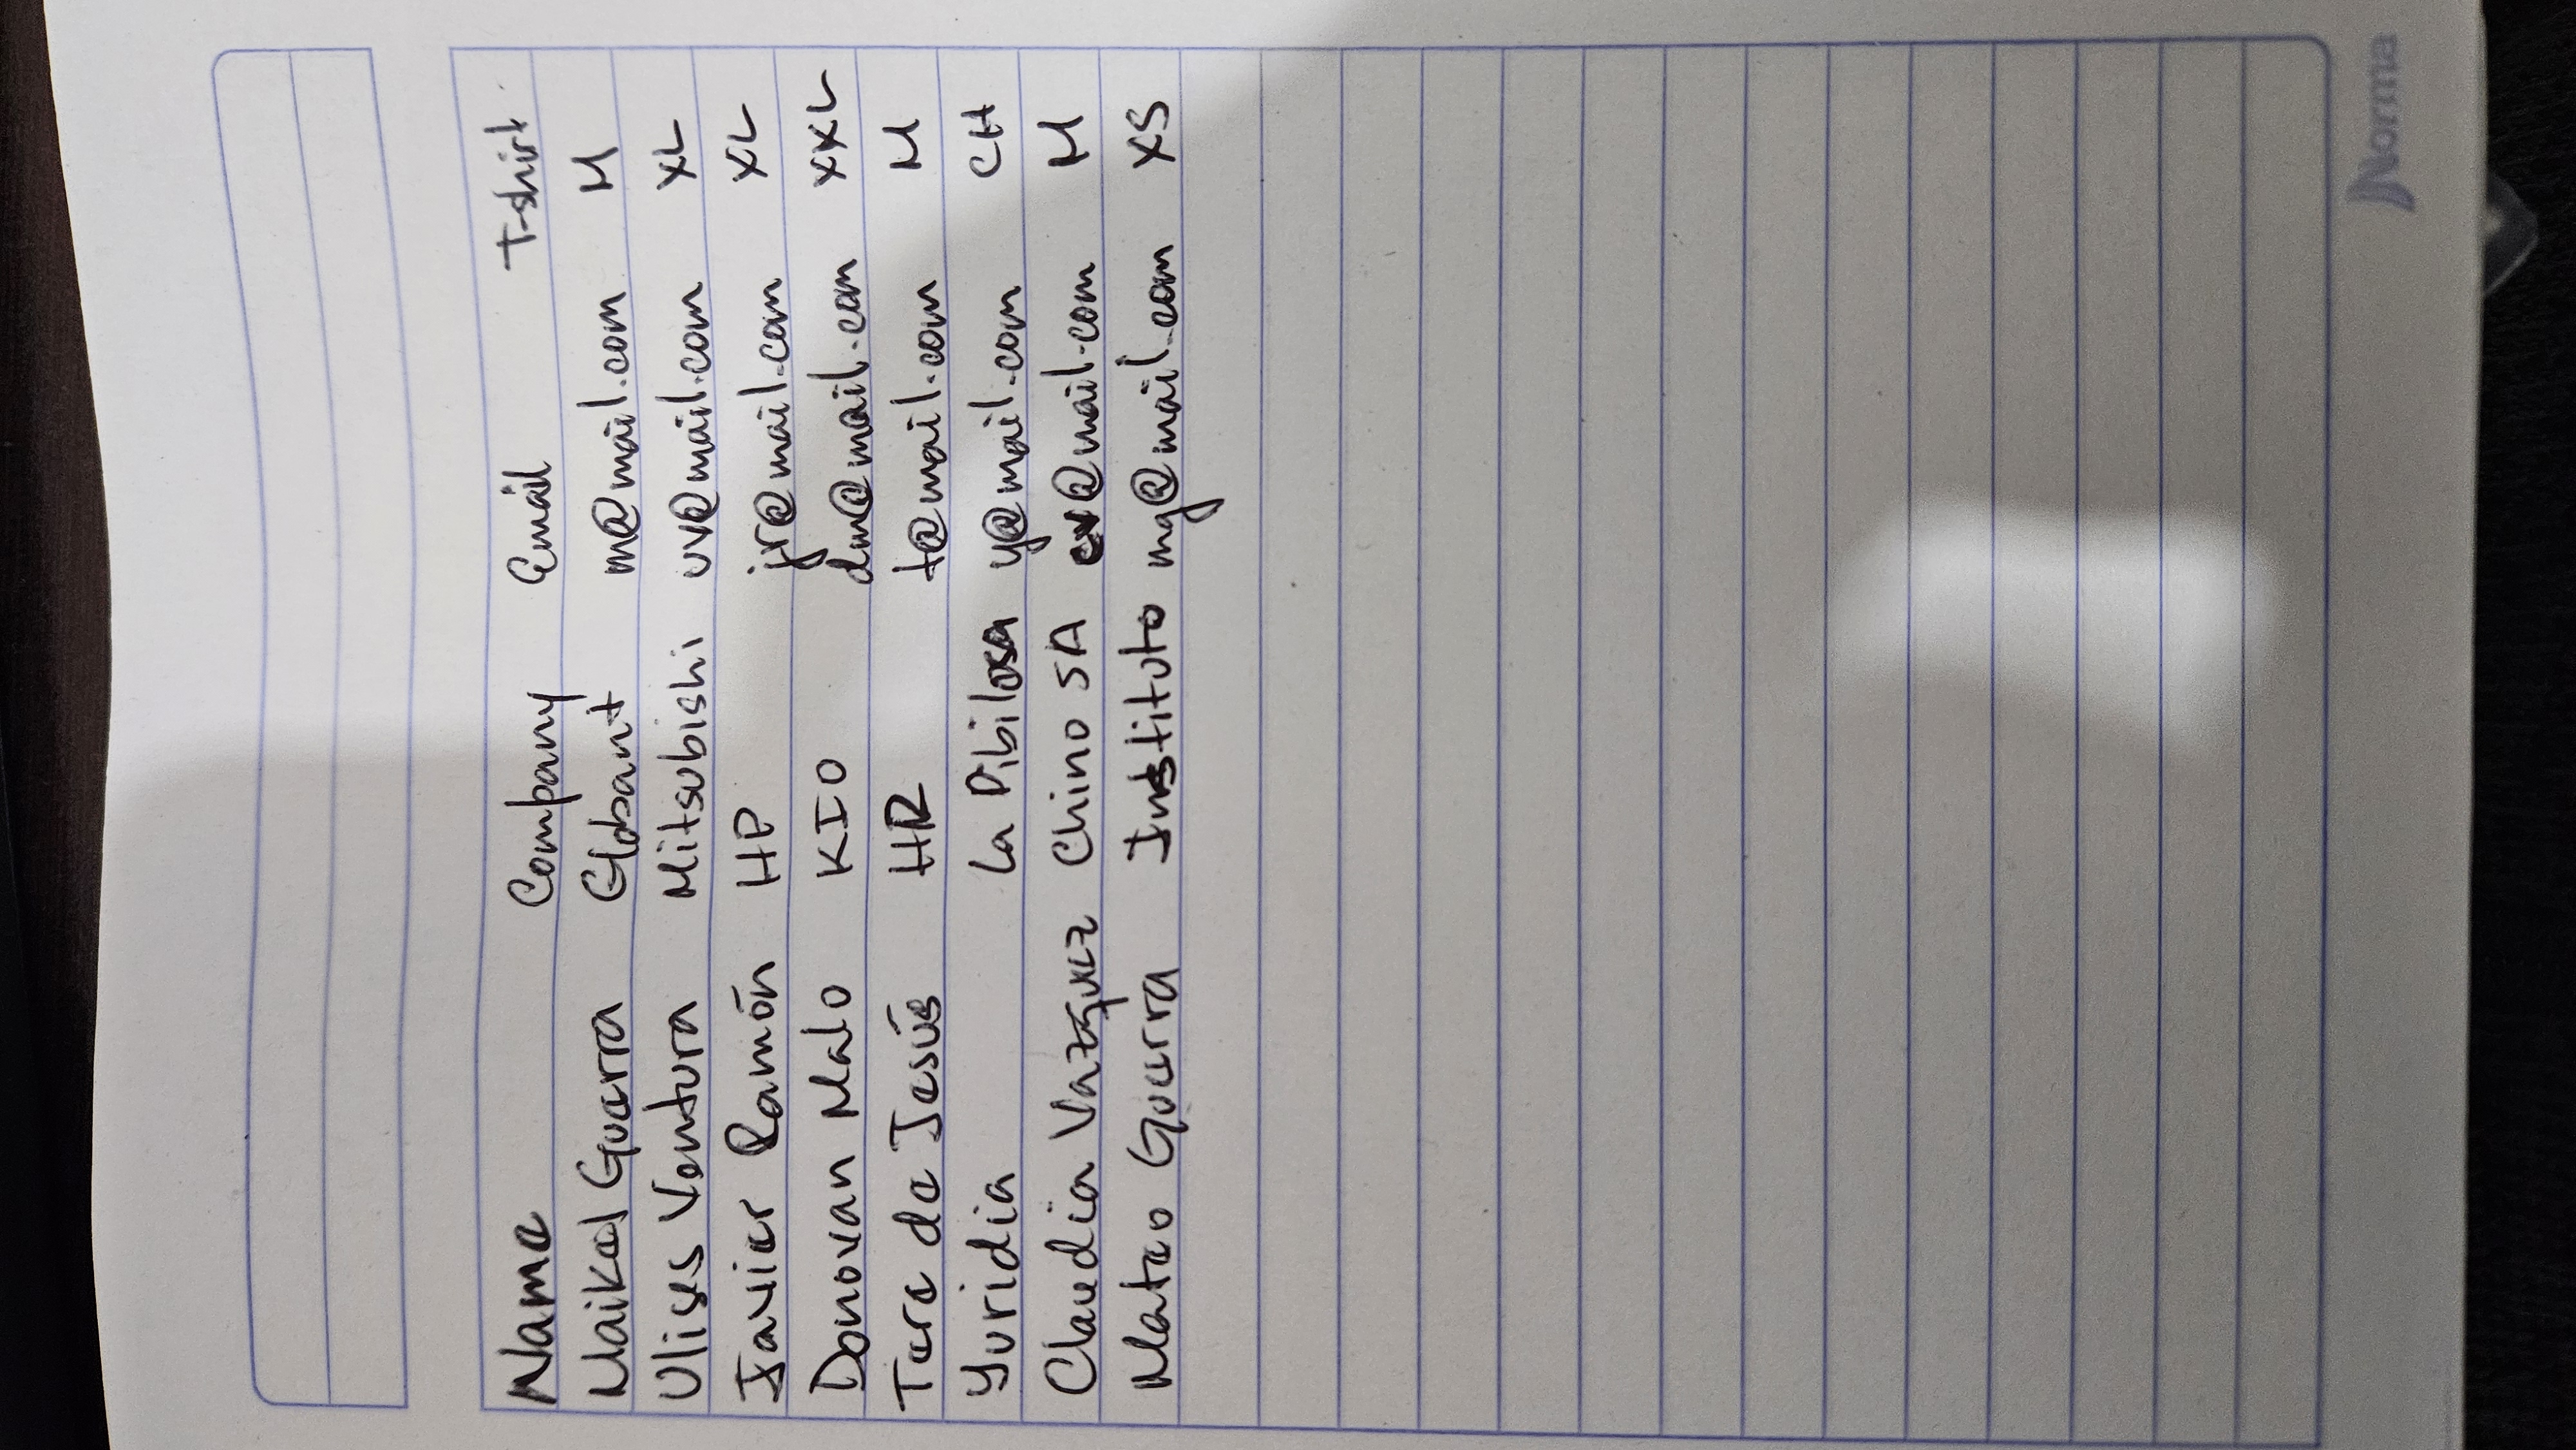 Name Company Email T-shirt
Maikel Guerra Globant m@mail.com M
Ulises Ventura Mitsubishi uv@mail.com XL
Javier Ramón HP jr@mail.com XL
Donovan Malo KIO dm@mail.com XXL
Tere de Jesús HR t@mail.com M
Yuridia La Pibilosa y@mail.com CH
Claudia Vazquez Chino SA cv@mail.com M
Mateo Guerra Instituto mg@mail.com XS
Norma